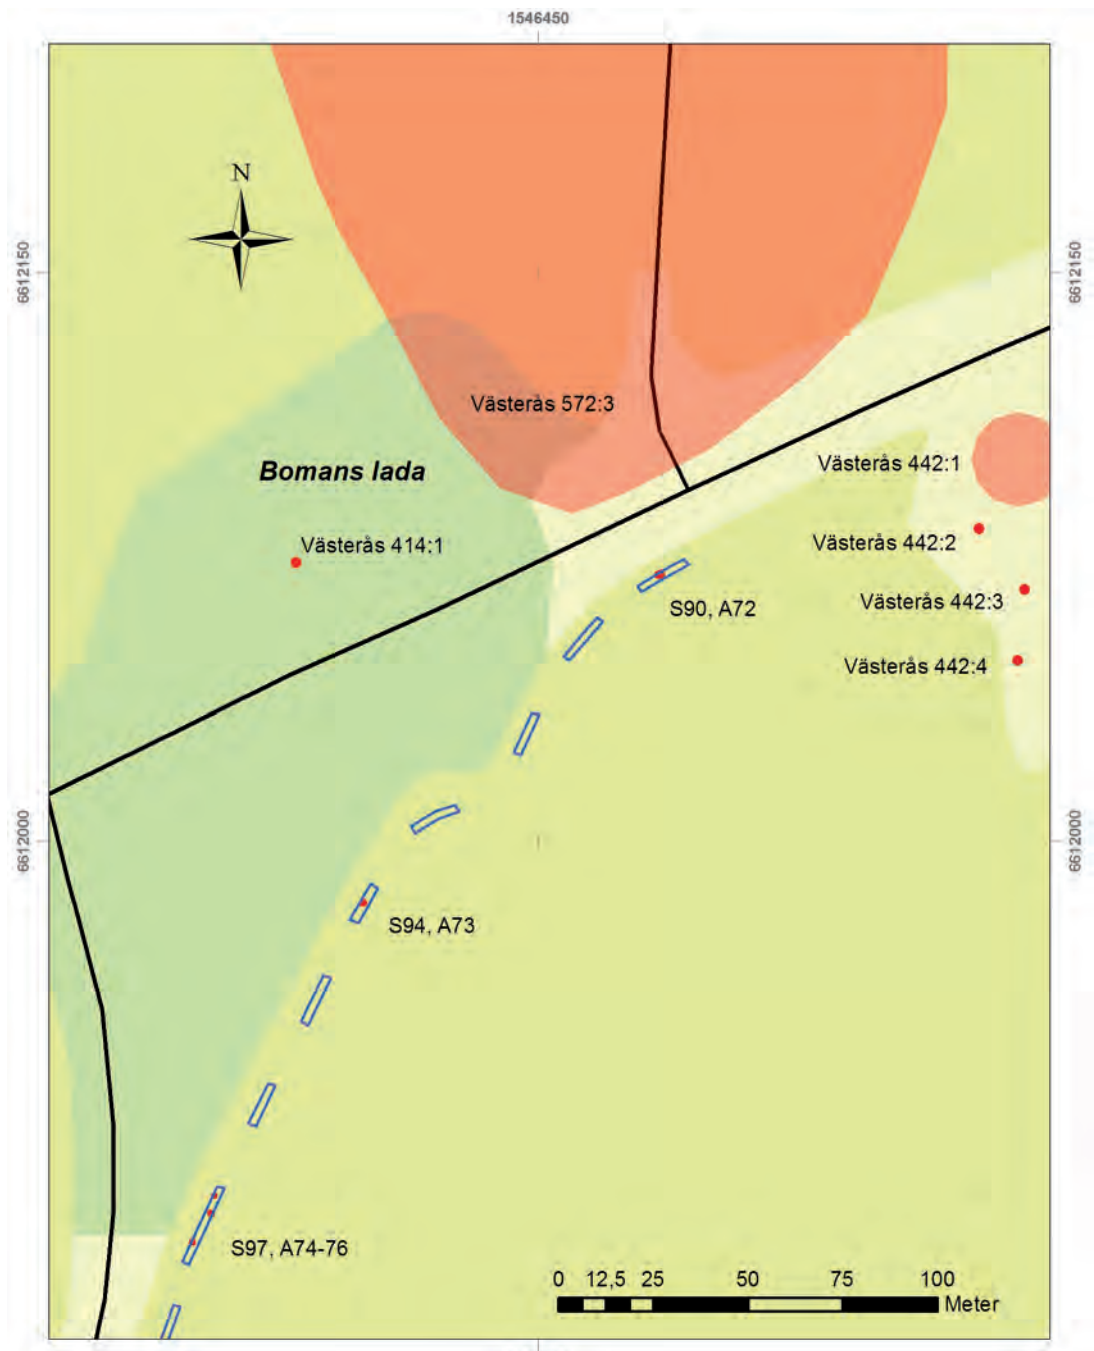 1546450
N
6612150
6612150
Västerås 572:3
Bomans lada
Västerås 442:1
Västerås 414:1
Västerås 442:2
Västerås 442:3
S90, A72
Västerås 442:4
6612000
6612000
S94, A73
S97, A74-76
0 12,5 25 50 75 100
Meter